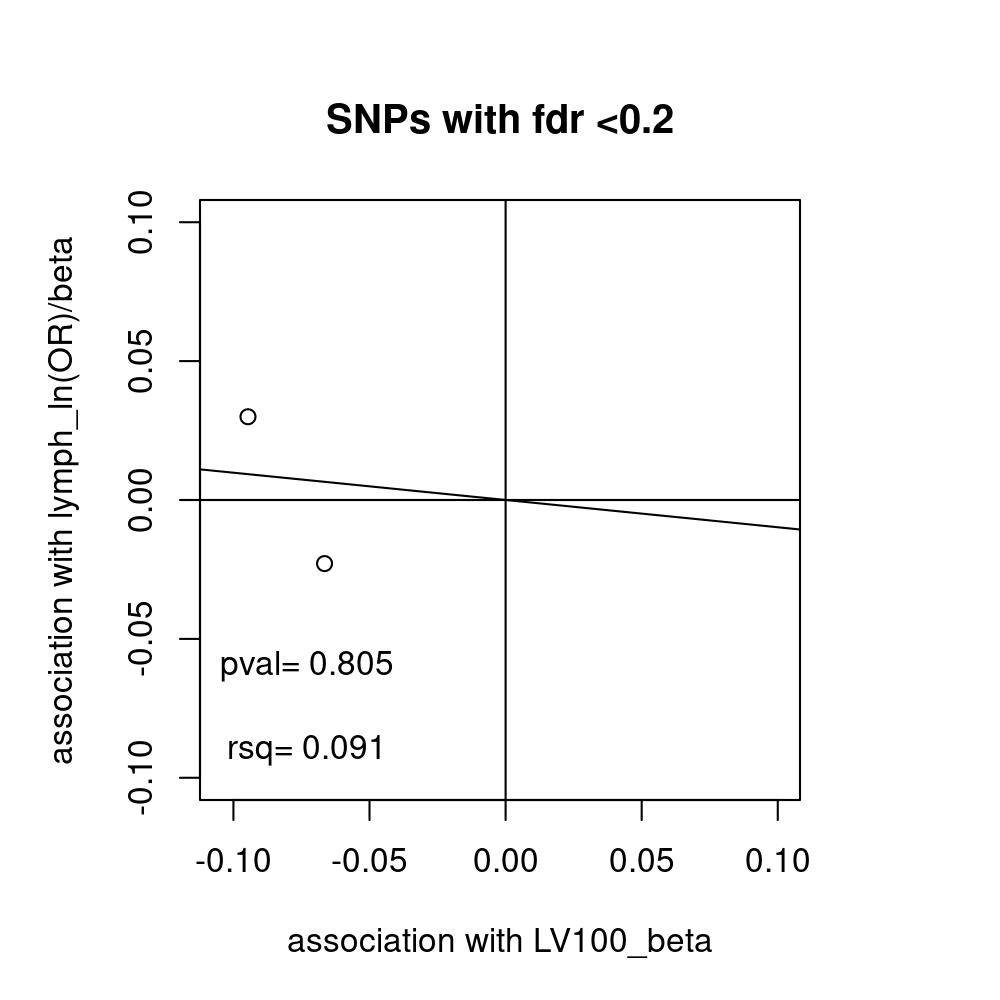 SNPs with fdr <0.2
association with lymph_ln(OR)/beta
0.10
0.05
0.00
-0.05
-0.10
pval= 0.805
rsq= 0.091
-0.10
-0.05
0.00
0.05
0.10
association with LV100_beta